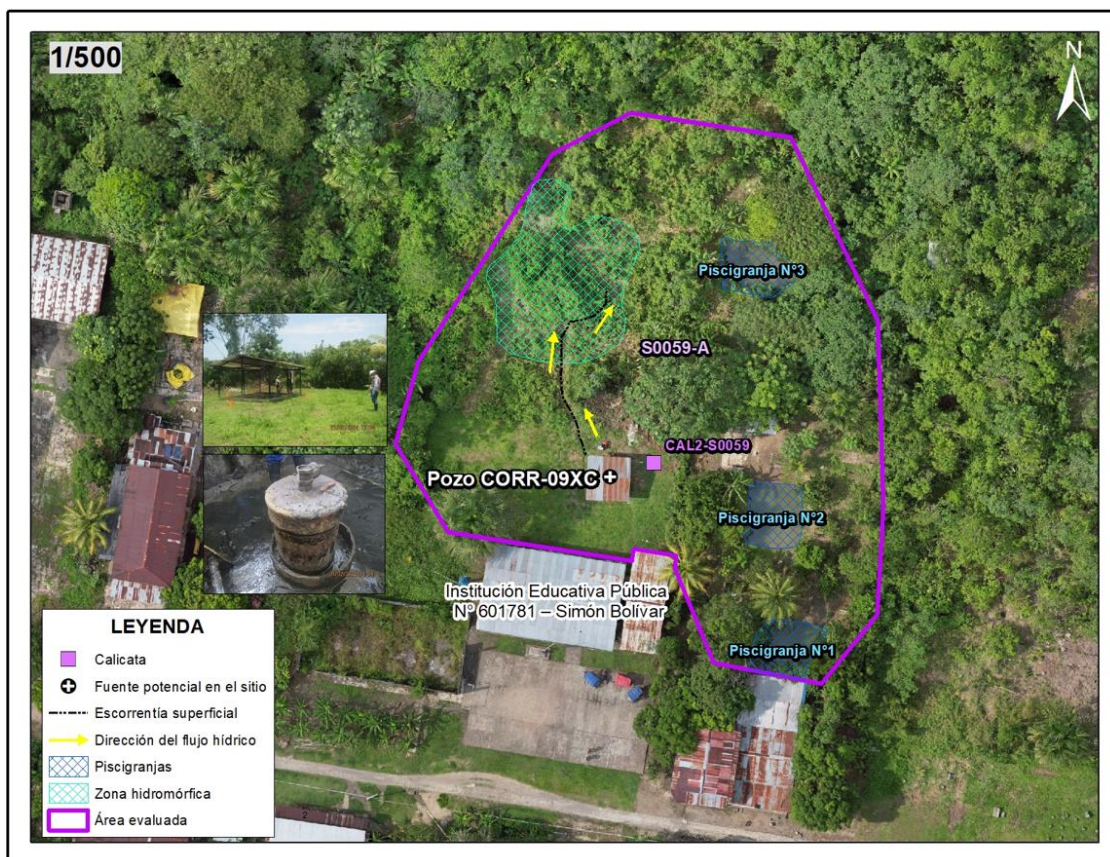 1/500
N
Piscigranja N°3
S0059-A
CAL2-S0059
Pozo CORR-09XC
Piscigranja N°2
Institución Educativa Pública
N° 601781 – Simón Bolívar
Piscigranja N°1
LEYENDA
Calicata
Fuente potencial en el sitio
Escorrentía superficial
Dirección del flujo hídrico
Piscigranjas
Zona hidromórfica
Área evaluada